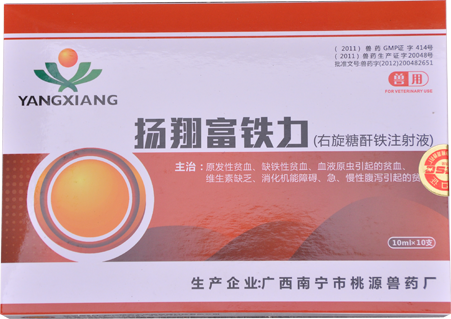 (2011)兽药GMP证字414号
(2011)兽药生产证字20048号
批准文号:兽药字(2012)200482651
兽用
FOR VETERINARY USE
YANGXIANG
扬翔富铁力(右旋糖酐铁注射液)
主治：原发性贫血、缺铁性贫血、血液原虫引起的贫血、
维生素缺乏、消化机能障碍、急、慢性腹泻引起的贫
10ml×10支
生产企业:广西南宁市桃源兽药厂